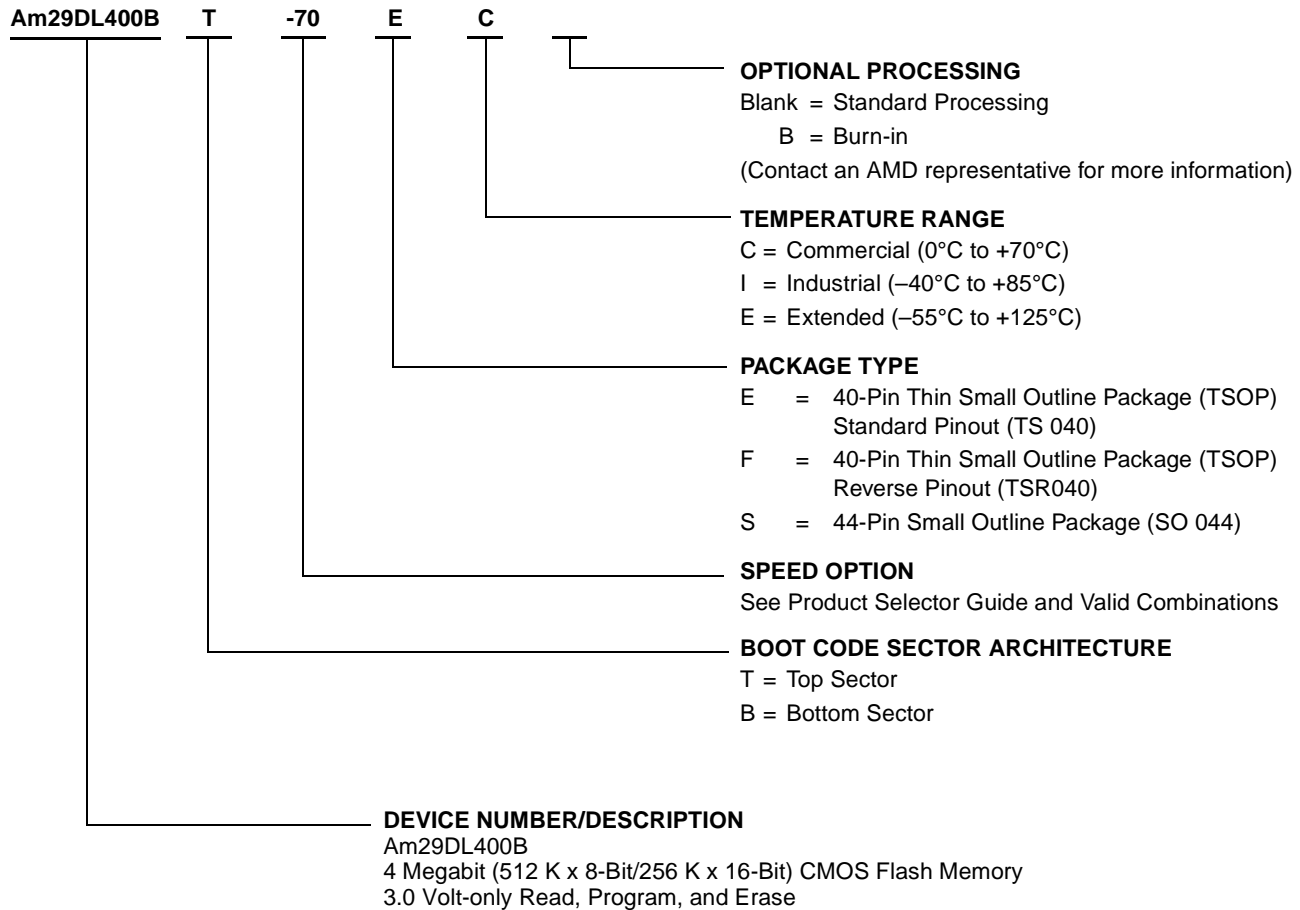 Am29DL400B T -70 E C
OPTIONAL PROCESSING
Blank = Standard Processing
B = Burn-in
(Contact an AMD representative for more information)
TEMPERATURE RANGE
C = Commercial (0°C to +70°C)
I = Industrial (–40°C to +85°C)
E = Extended (–55°C to +125°C)
PACKAGE TYPE
E = 40-Pin Thin Small Outline Package (TSOP)
Standard Pinout (TS 040)
F = 40-Pin Thin Small Outline Package (TSOP)
Reverse Pinout (TSR040)
S = 44-Pin Small Outline Package (SO 044)
SPEED OPTION
See Product Selector Guide and Valid Combinations
BOOT CODE SECTOR ARCHITECTURE
T = Top Sector
B = Bottom Sector
DEVICE NUMBER/DESCRIPTION
Am29DL400B
4 Megabit (512 K x 8-Bit/256 K x 16-Bit) CMOS Flash Memory
3.0 Volt-only Read, Program, and Erase